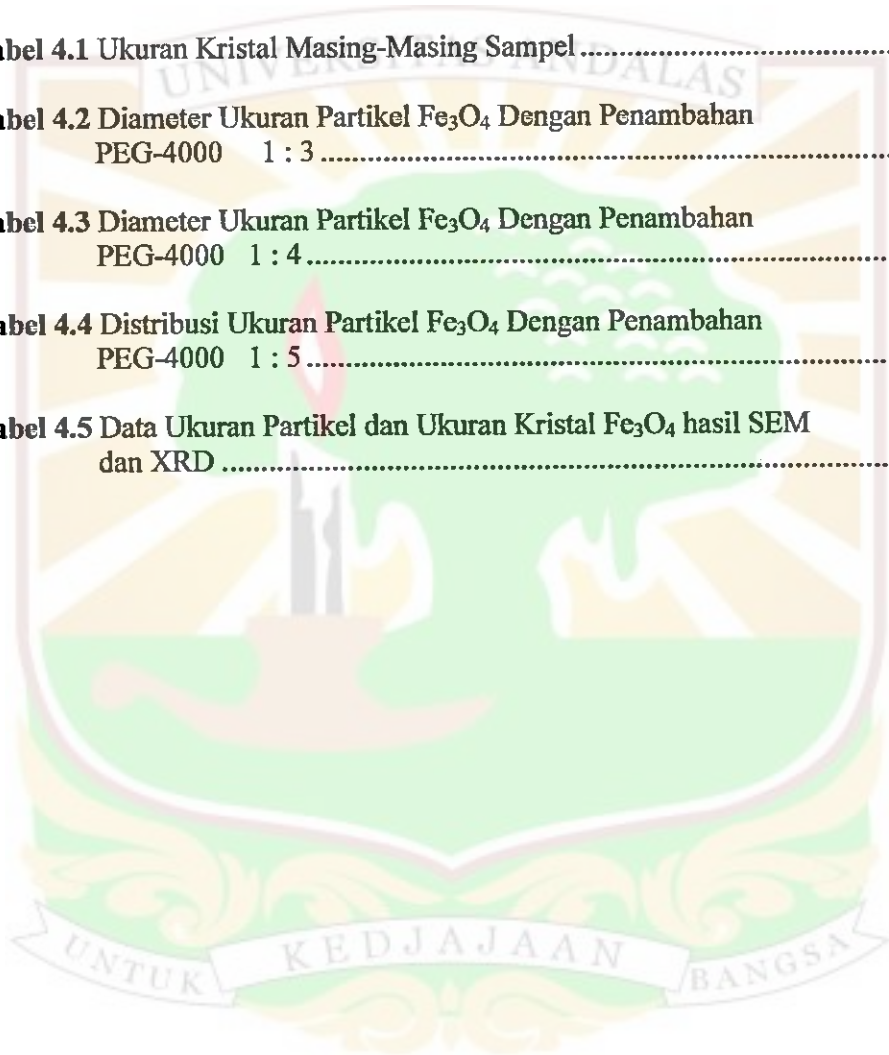 abel 4.1 Ukuran Kristal Masing-Masing Sampel ..........................................
UNIVERSITAS ANDALAS
abel 4.2 Diameter Ukuran Partikel Fe₃O₄ Dengan Penambahan
PEG-4000 1 : 3 ..........................................
abel 4.3 Diameter Ukuran Partikel Fe₃O₄ Dengan Penambahan
PEG-4000 1 : 4 ..........................................
abel 4.4 Distribusi Ukuran Partikel Fe₃O₄ Dengan Penambahan
PEG-4000 1 : 5 ..........................................
abel 4.5 Data Ukuran Partikel dan Ukuran Kristal Fe₃O₄ hasil SEM
dan XRD ..........................................
UNTUK KEDJAJAAN BANGSA